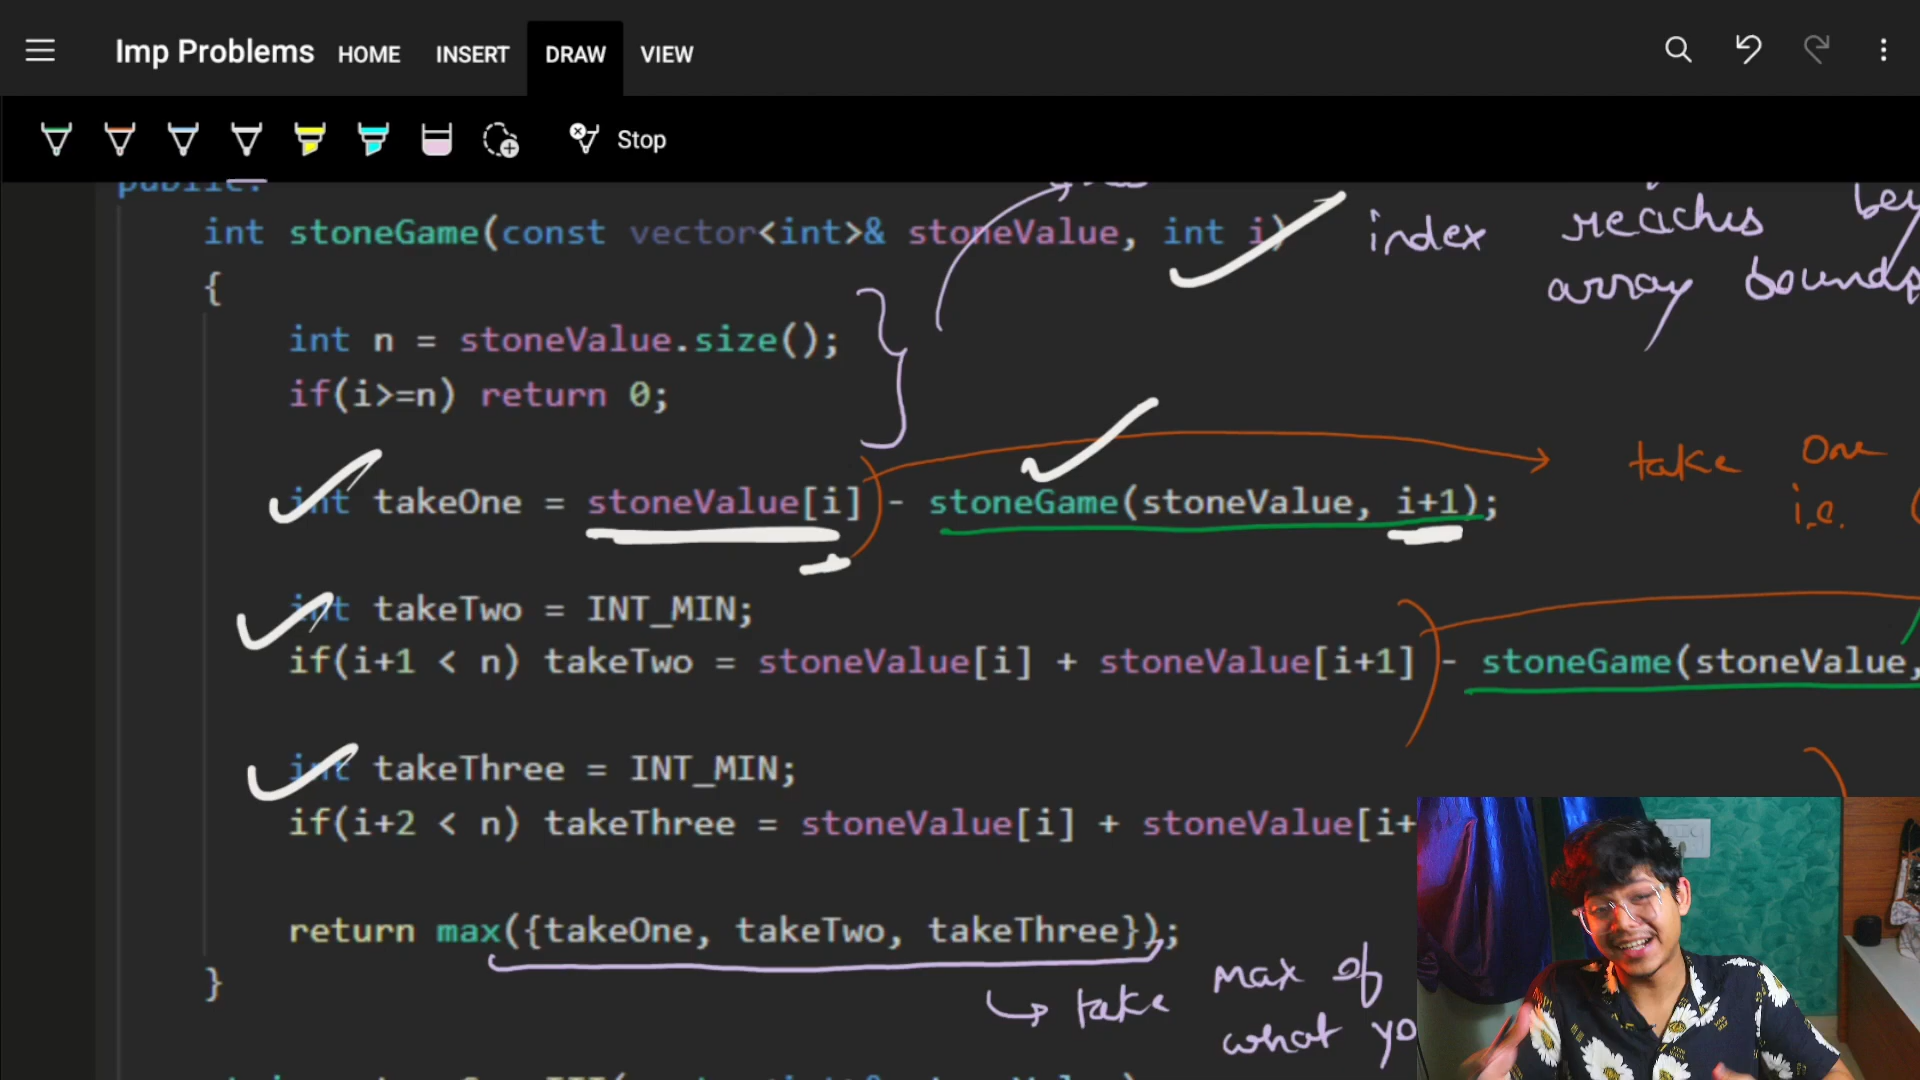 Imp Problems HOME INSERT DRAW VIEW
Stop
public:
int stoneGame(const vector<int>& stoneValue, int i)
index reaches
array bounds
{
int n = stoneValue.size();
if(i>=n) return 0;
int takeOne = stoneValue[i] - stoneGame(stoneValue, i+1);
take One
i.e.
int takeTwo = INT_MIN;
if(i+1 < n) takeTwo = stoneValue[i] + stoneValue[i+1] - stoneGame(stoneValue,
int takeThree = INT_MIN;
if(i+2 < n) takeThree = stoneValue[i] + stoneValue[i+
return max({takeOne, takeTwo, takeThree});
}
take max of
what yo